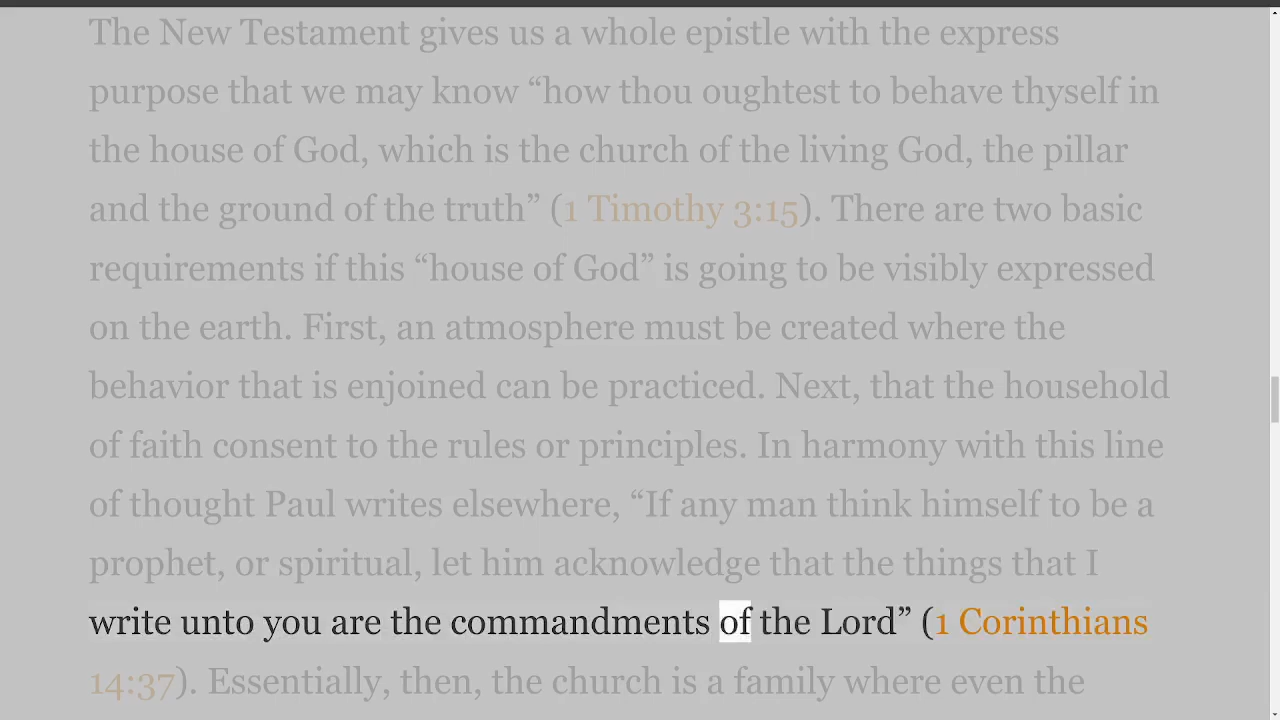 The New Testament gives us a whole epistle with the express
purpose that we may know “how thou oughtest to behave thyself in
the house of God, which is the church of the living God, the pillar
and the ground of the truth” (1 Timothy 3:15). There are two basic
requirements if this “house of God” is going to be visibly expressed
on the earth. First, an atmosphere must be created where the
behavior that is enjoined can be practiced. Next, that the household
of faith consent to the rules or principles. In harmony with this line
of thought Paul writes elsewhere, “If any man think himself to be a
prophet, or spiritual, let him acknowledge that the things that I
write unto you are the commandments of the Lord” (1 Corinthians
14:37). Essentially, then, the church is a family where even the